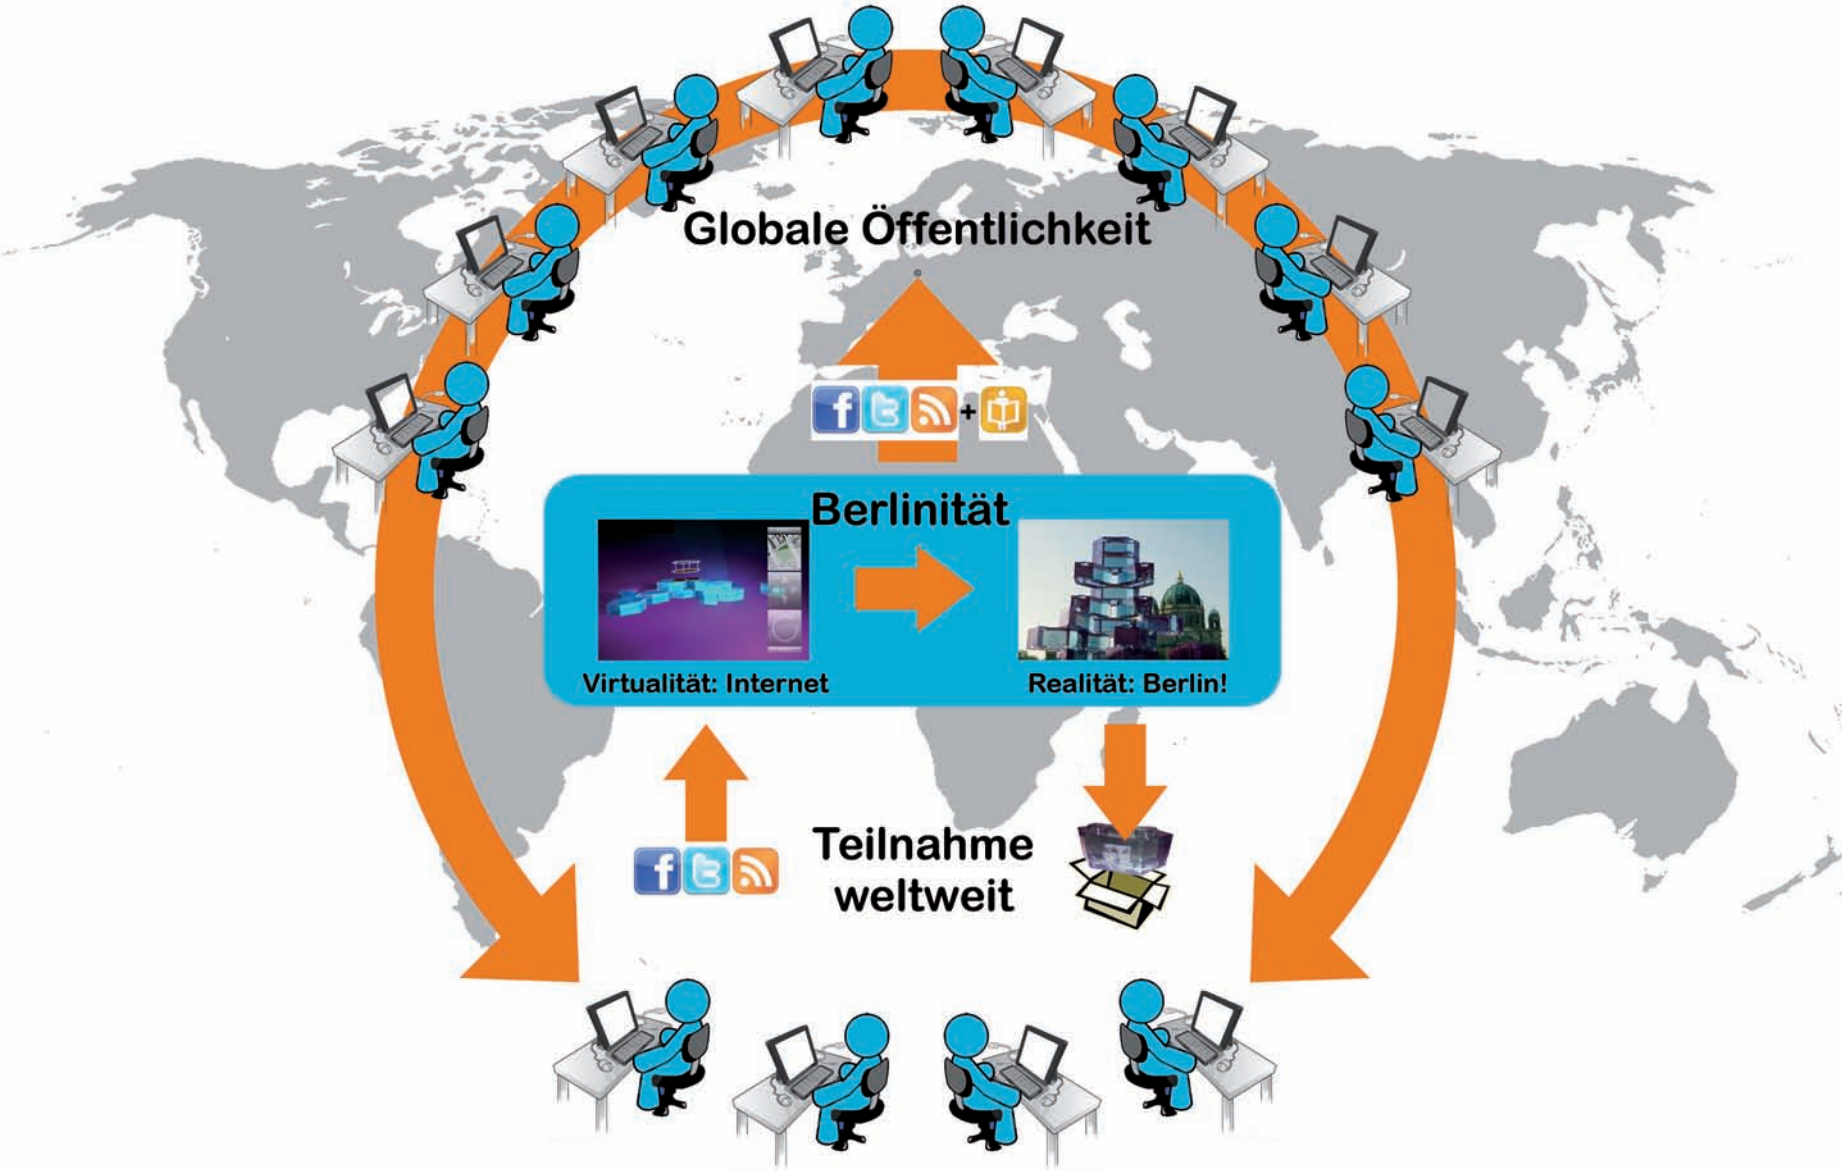 Globale Öffentlichkeit
f t +
Berlinität
Virtualität: Internet
Realität: Berlin!
f t
Teilnahme
weltweit